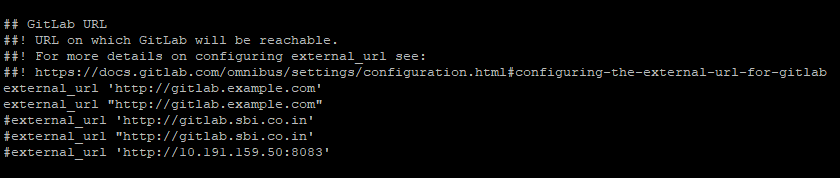 ## GitLab URL
##! URL on which GitLab will be reachable.
##! For more details on configuring external_url see:
##! https://docs.gitlab.com/omnibus/settings/configuration.html#configuring-the-external-url-for-gitlab
external_url 'http://gitlab.example.com'
external_url "http://gitlab.example.com"
#external_url 'http://gitlab.sbi.co.in'
#external_url "http://gitlab.sbi.co.in'
#external_url 'http://10.191.159.50:8083'